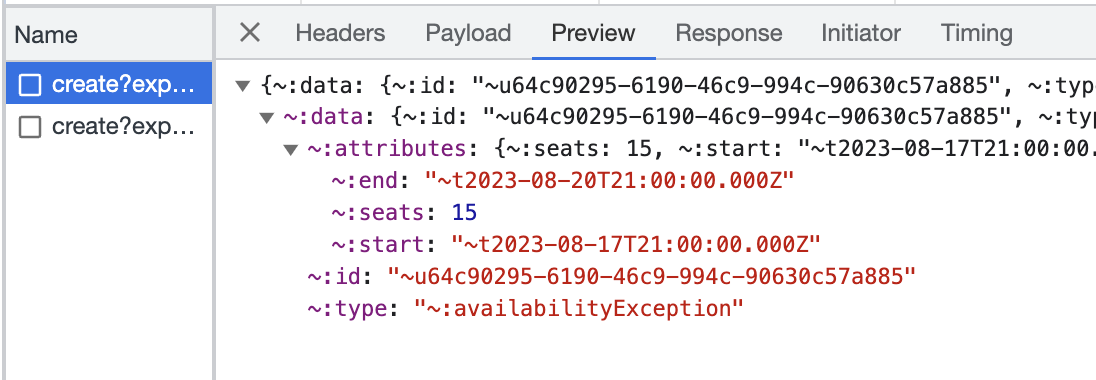 Name
Headers Payload Preview Response Initiator Timing
create?exp...
create?exp...
{~:data: {~:id: "~u64c90295-6190-46c9-994c-90630c57a885", ~:typ
~:data: {~:id: "~u64c90295-6190-46c9-994c-90630c57a885", ~:typ
~:attributes: {~:seats: 15, ~:start: "~t2023-08-17T21:00:00.
~:end: "~t2023-08-20T21:00:00.000Z"
~:seats: 15
~:start: "~t2023-08-17T21:00:00.000Z"
~:id: "~u64c90295-6190-46c9-994c-90630c57a885"
~:type: "~:availabilityException"